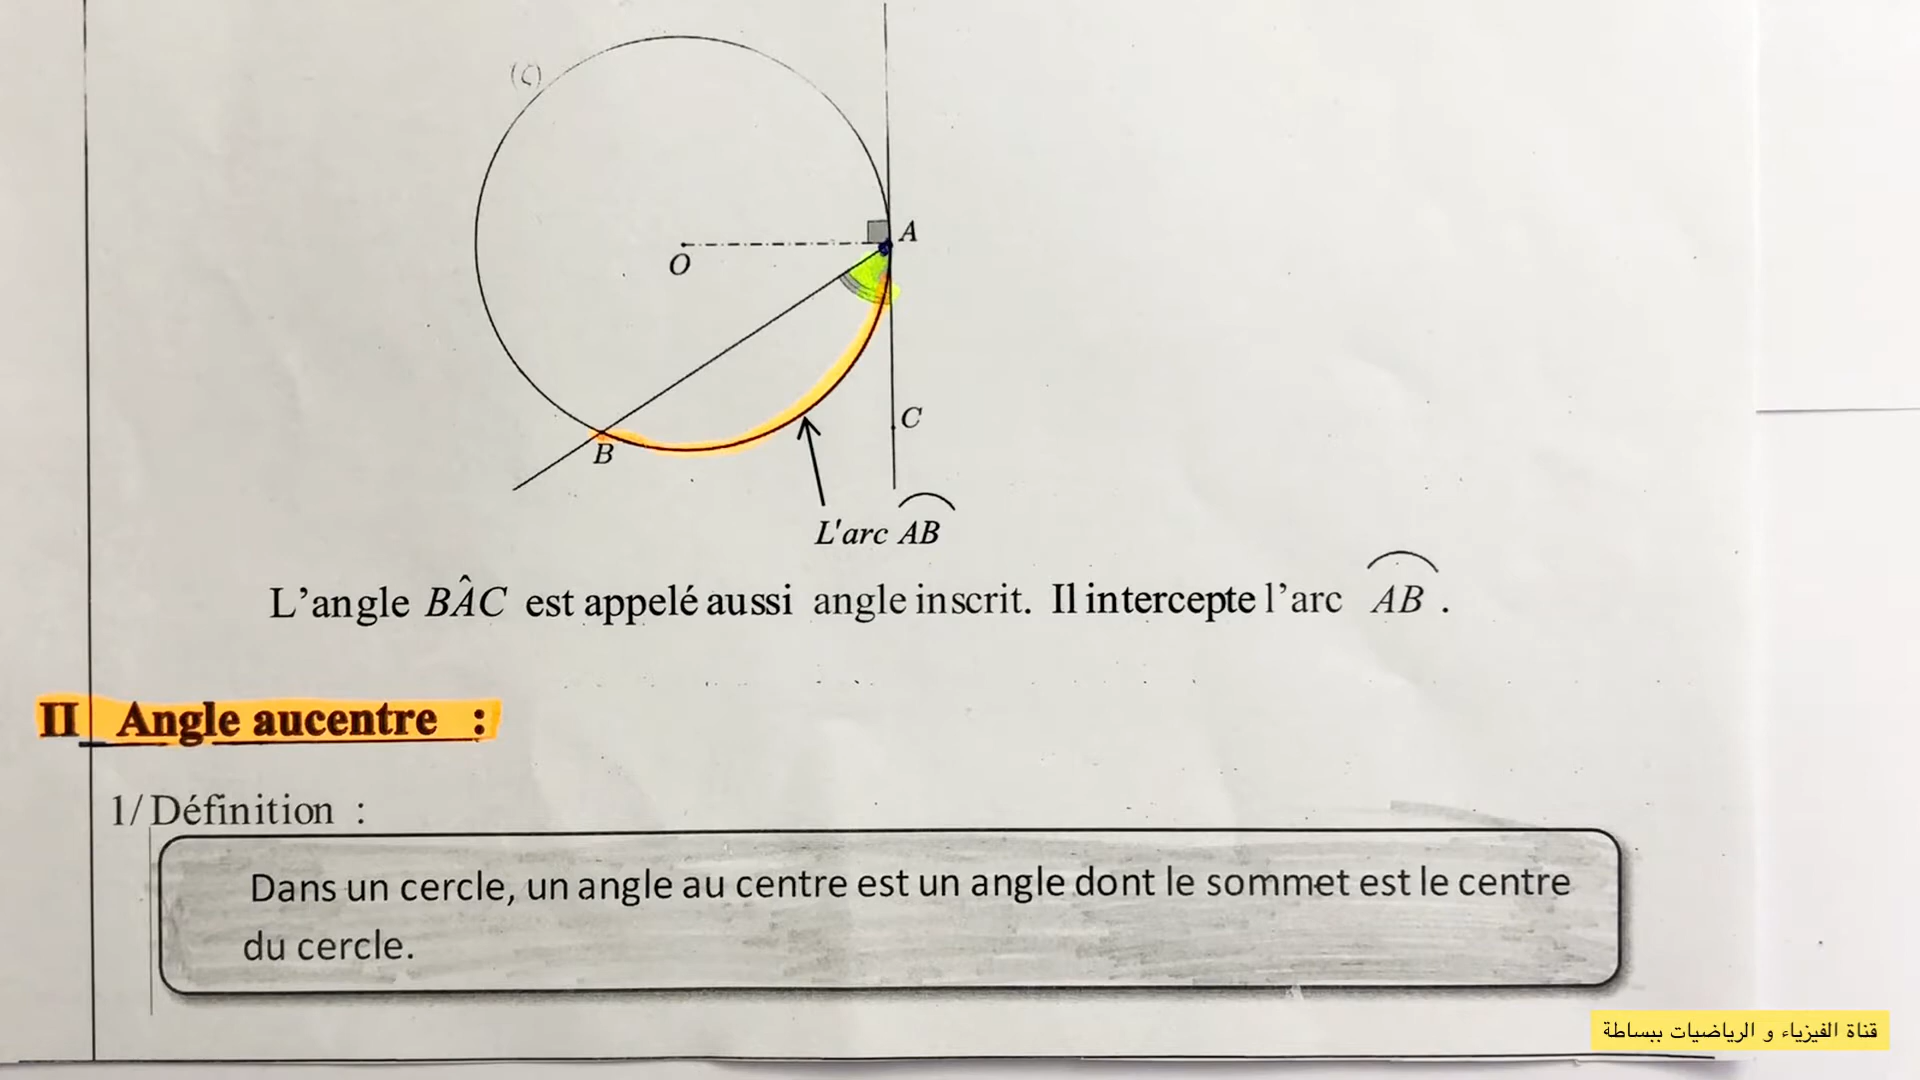 (C)
A
O
C
B
L'arc AB
L'angle BÂC est appelé aussi angle inscrit. Il intercepte l'arc AB .
II Angle aucentre :
1/ Définition :
Dans un cercle, un angle au centre est un angle dont le sommet est le centre
du cercle.
قناة الفيزياء و الرياضيات ببساطة